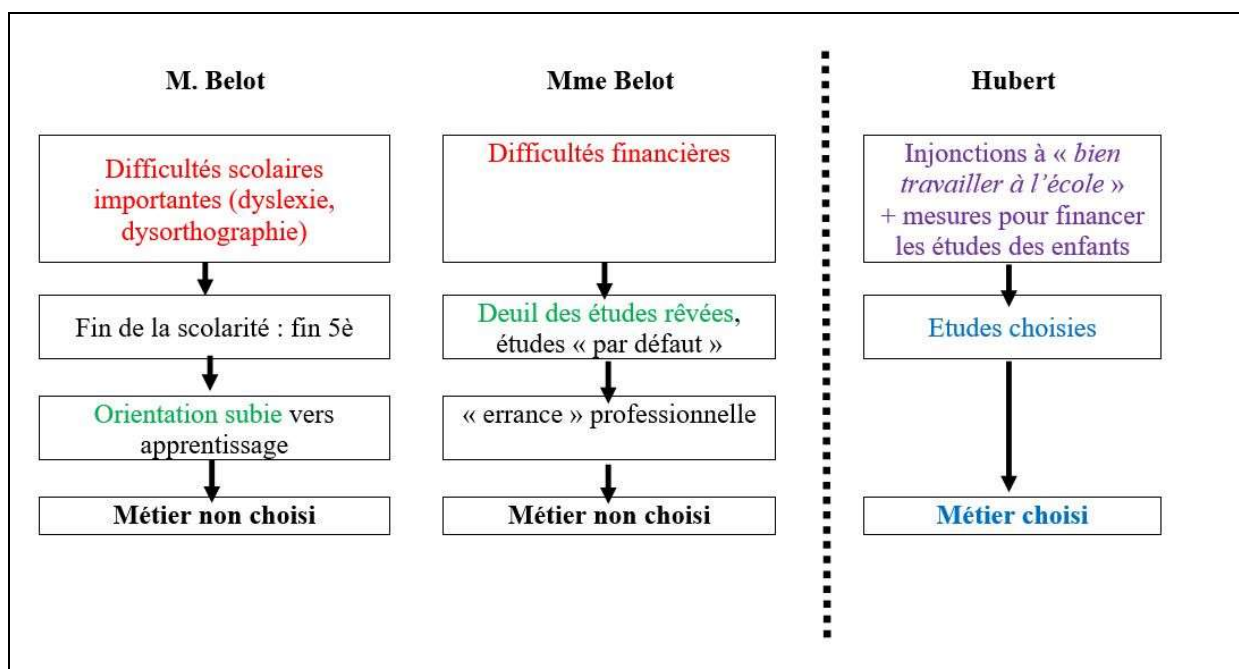 M. Belot
Difficultés scolaires
importantes (dyslexie,
dysorthographie)
Fin de la scolarité : fin 5è
Orientation subie vers
apprentissage
Métier non choisi
Mme Belot
Difficultés financières
Deuil des études rêvées,
études « par défaut »
« errance » professionnelle
Métier non choisi
Hubert
Injonctions à « bien
travailler à l’école »
+ mesures pour financer
les études des enfants
Etudes choisies
Métier choisi